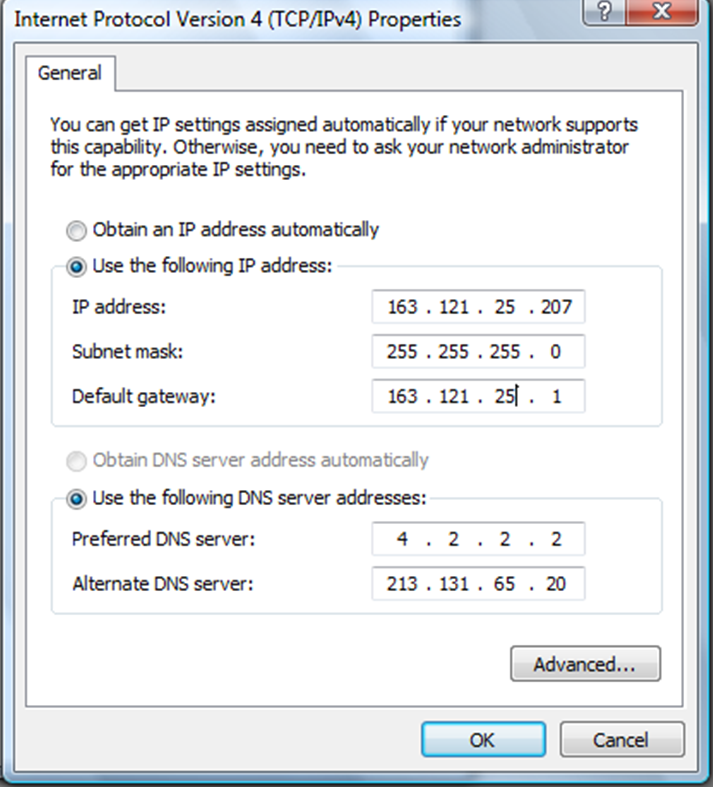 Internet Protocol Version 4 (TCP/IPv4) Properties
?
X
General
You can get IP settings assigned automatically if your network supports
this capability. Otherwise, you need to ask your network administrator
for the appropriate IP settings.
Obtain an IP address automatically
Use the following IP address:
IP address: 163 . 121 . 25 . 207
Subnet mask: 255 . 255 . 255 . 0
Default gateway: 163 . 121 . 25 . 1
Obtain DNS server address automatically
Use the following DNS server addresses:
Preferred DNS server: 4 . 2 . 2 . 2
Alternate DNS server: 213 . 131 . 65 . 20
Advanced...
OK Cancel